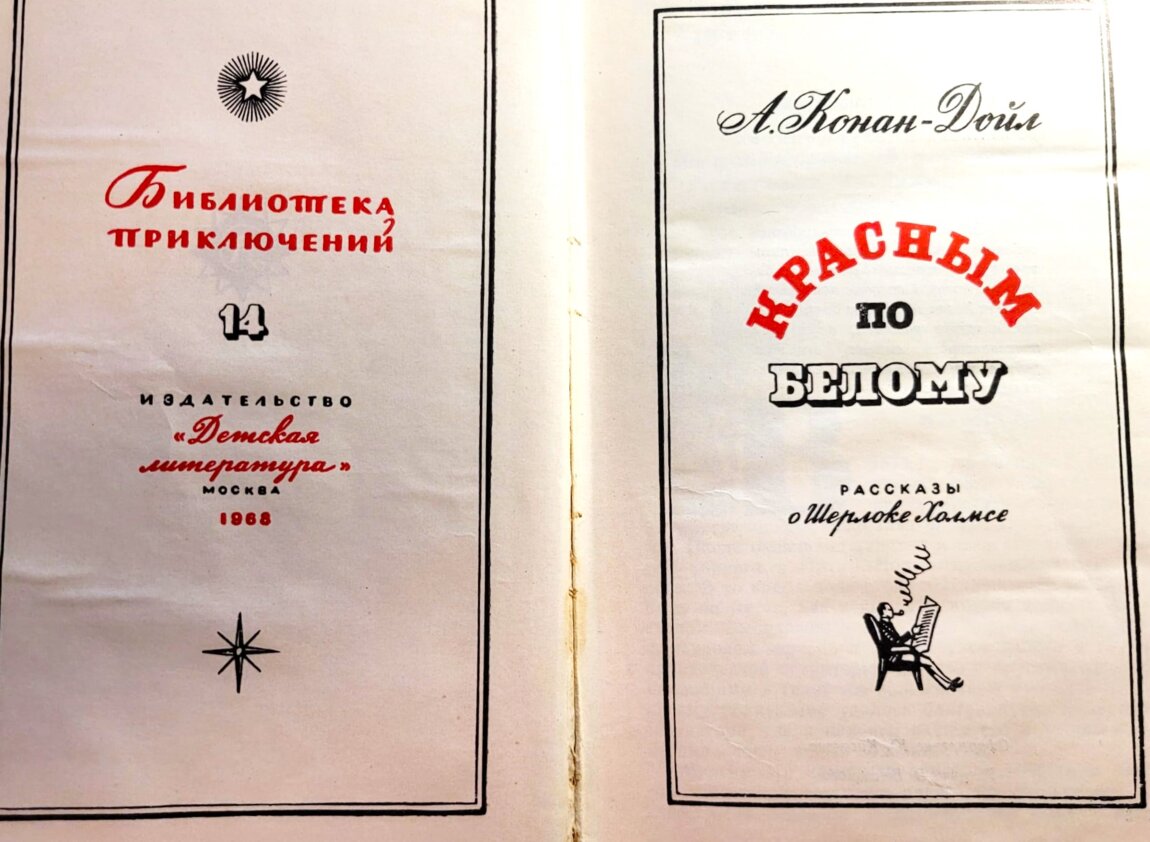 Библиотека
приключений
14
ИЗДАТЕЛЬСТВО
«Детская
литература»
МОСКВА
1968
А. Конан-Дойл
КРАСНЫМ
ПО
БЕЛОМУ
РАССКАЗЫ
о Шерлоке Холмсе